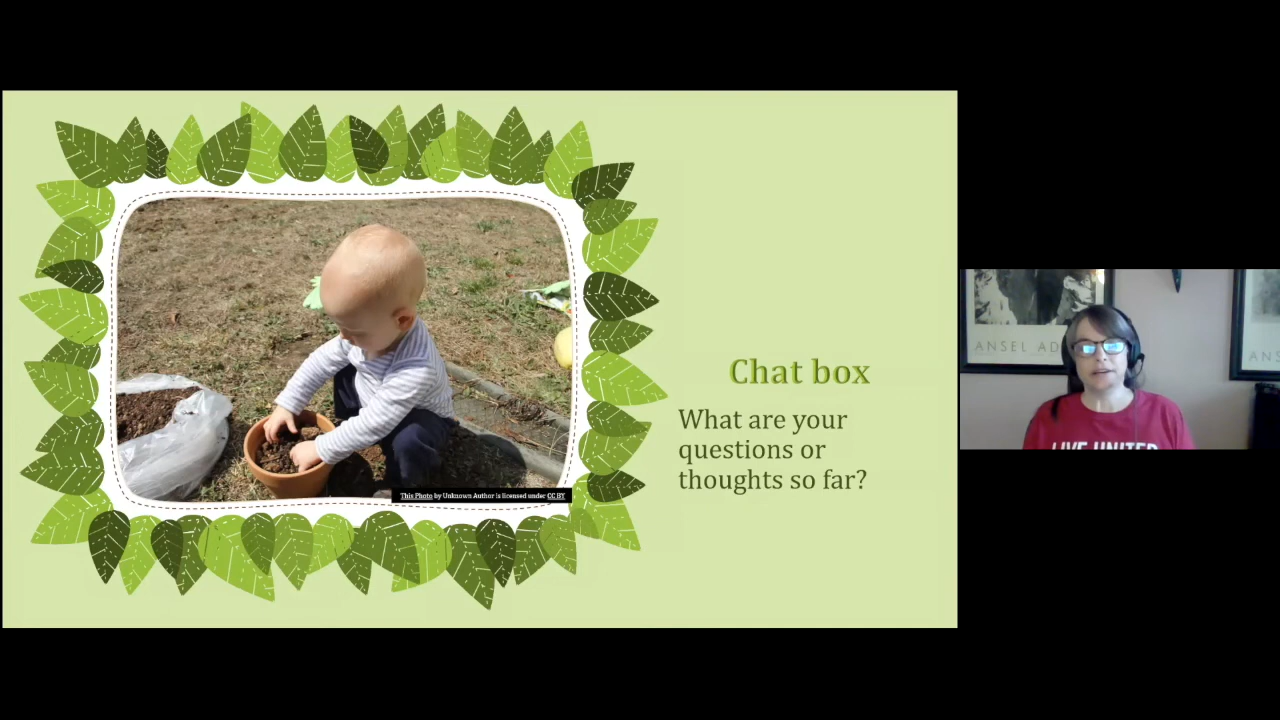 Chat box
What are your
questions or
thoughts so far?
This Photo by Unknown Author is licensed under CC BY
ANSEL AD
ANS
LIVE UNITED